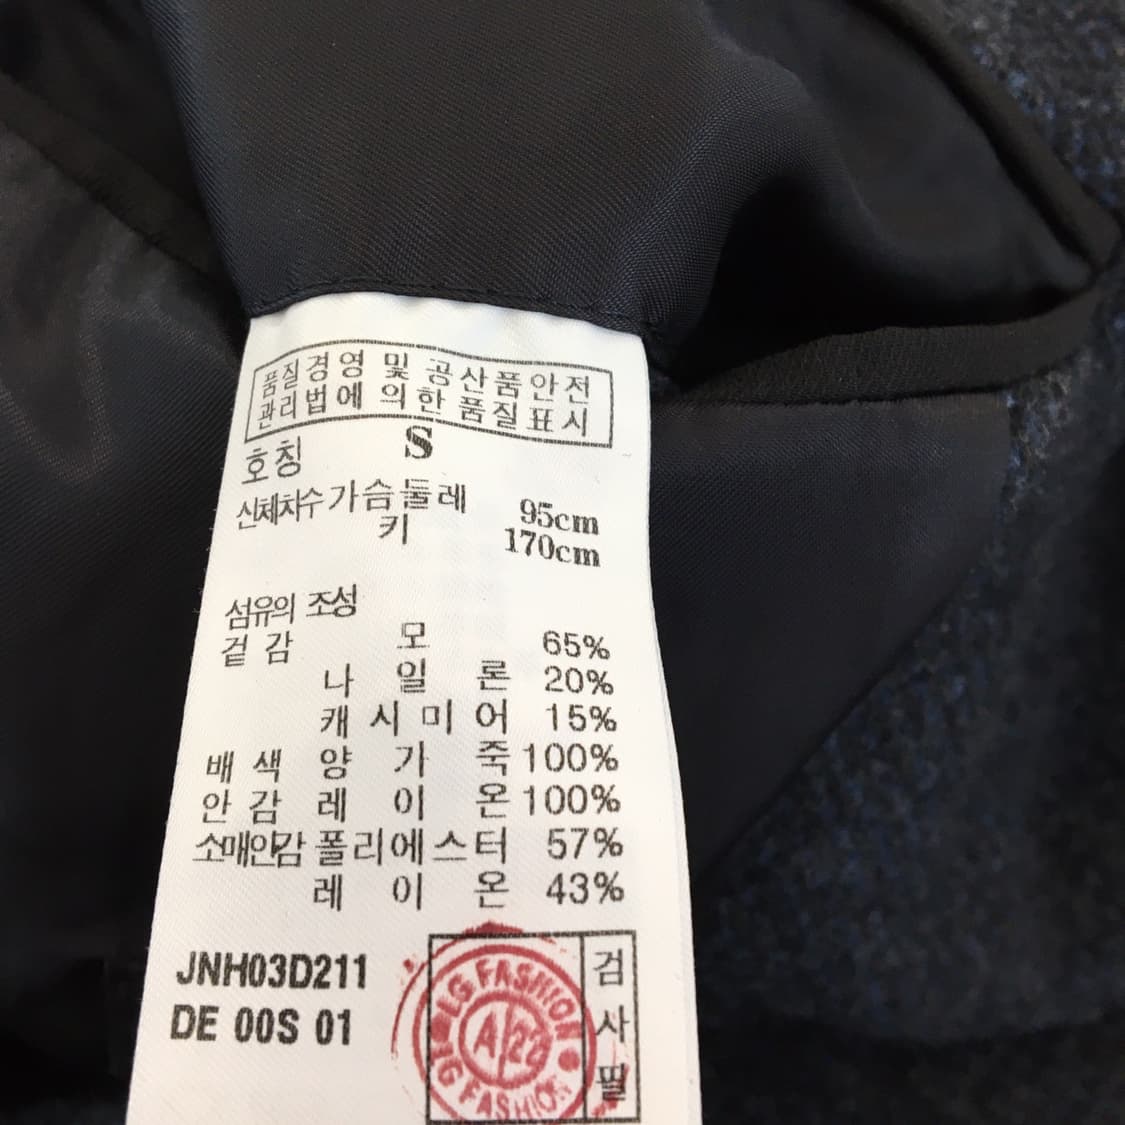 품질경영 및 공산품안전
관리법에 의한 품질표시
호칭 S
신체치수 가슴둘레 95cm
키 170cm
섬유의 조성
겉감 모 65%
나일론 20%
캐시미어 15%
배색 양가죽 100%
안감 레이온 100%
소매안감 폴리에스터 57%
레이온 43%
JNH03D211
DE 00S 01
LG FASHION
A/22
LG FASHION
검사필